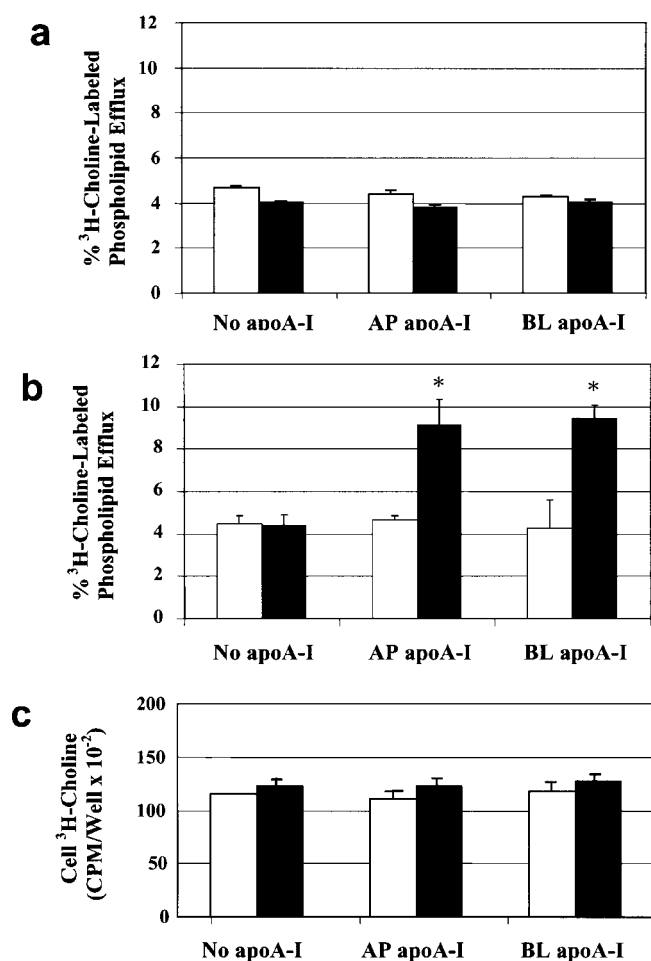 a
% ³H-Choline-Labeled
Phospholipid Efflux
12
10
8
6
4
2
0
No apoA-I AP apoA-I BL apoA-I
b
% ³H-Choline-Labeled
Phospholipid Efflux
12
10
8
6
4
2
0
* *
No apoA-I AP apoA-I BL apoA-I
c
Cell ³H-Choline
(CPM/Well x 10⁻²)
200
150
100
50
0
No apoA-I AP apoA-I BL apoA-I